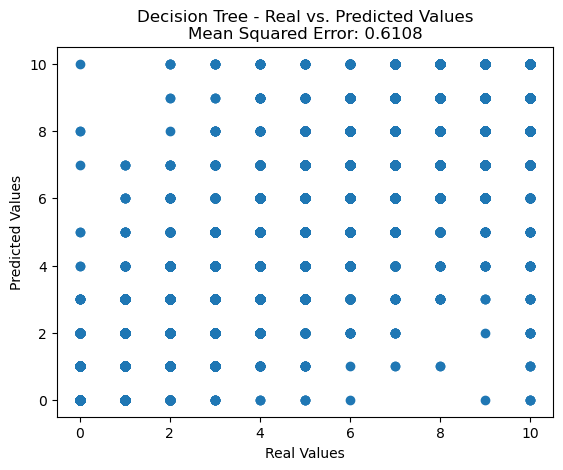 Decision Tree - Real vs. Predicted Values
Mean Squared Error: 0.6108
10
8
6
4
2
0
Predicted Values
0 2 4 6 8 10
Real Values